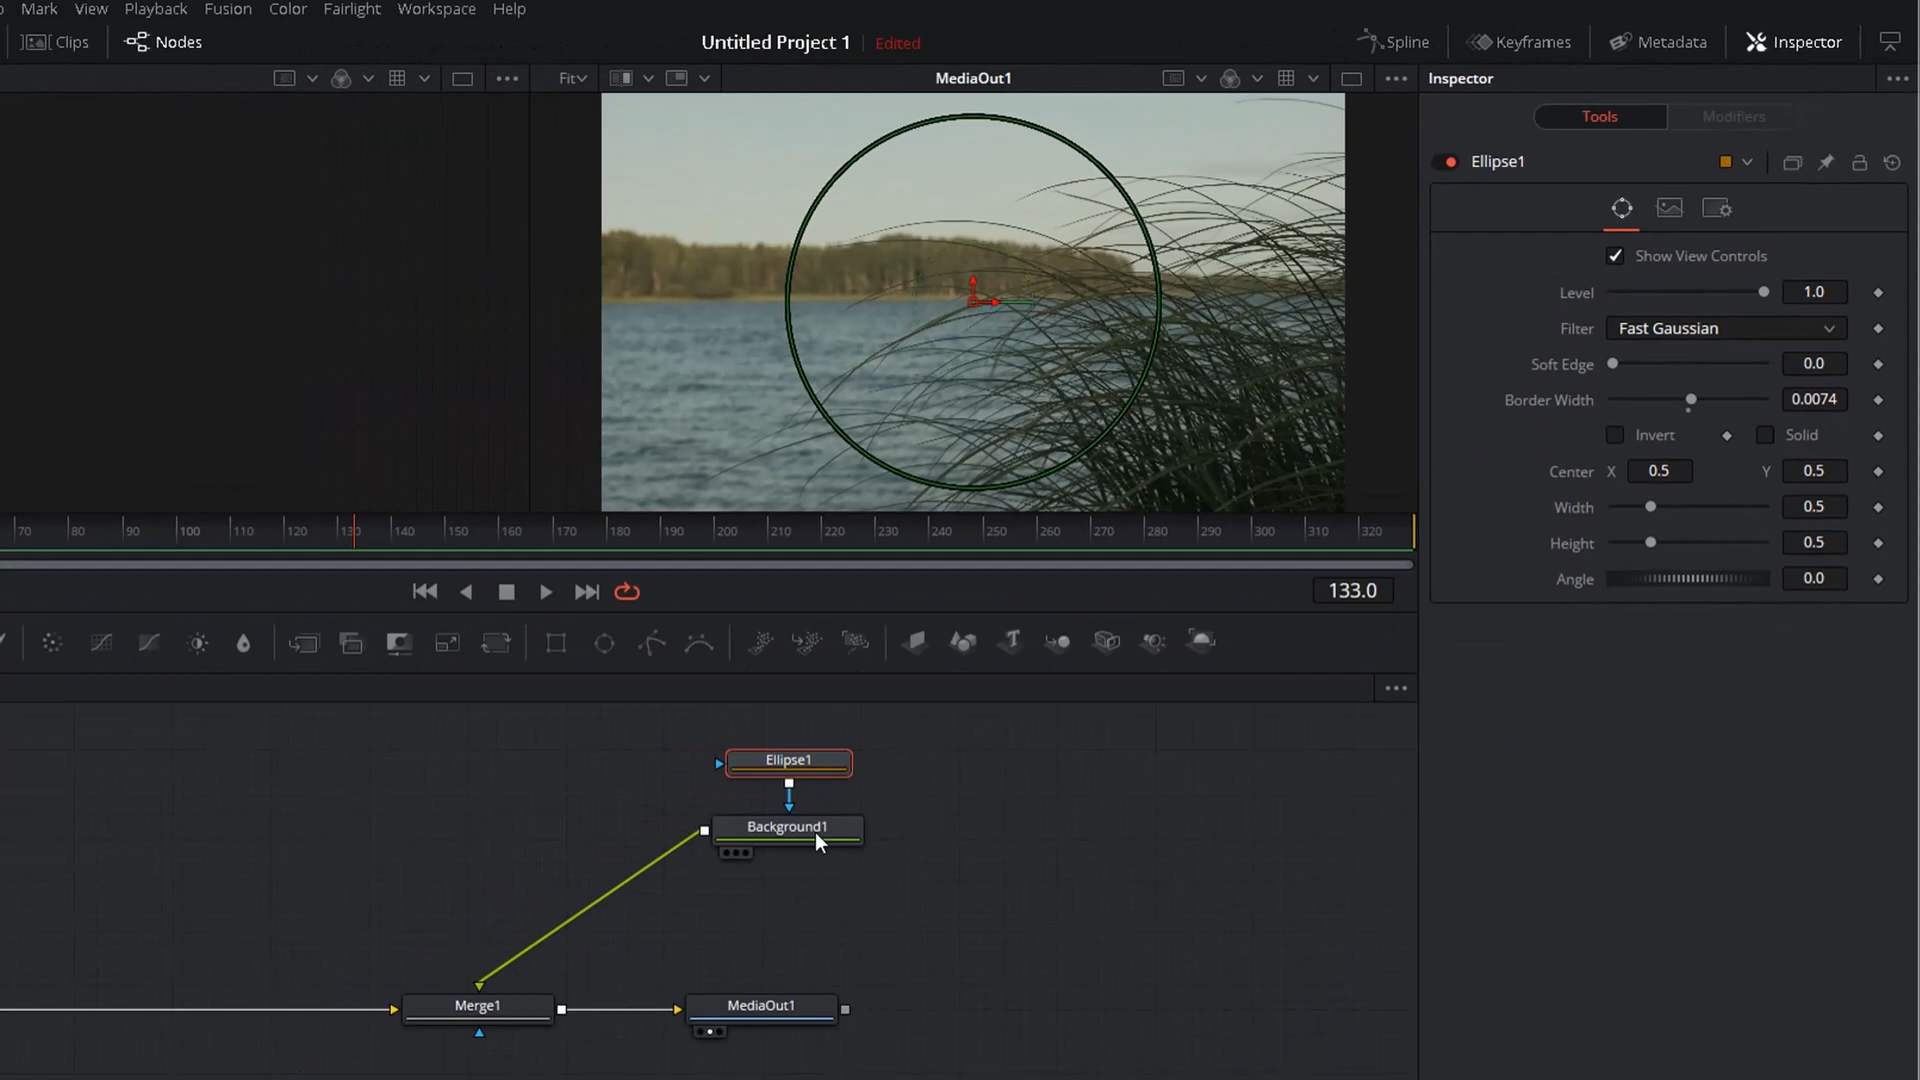 Mark View Playback Fusion Color Fairlight Workspace Help
Clips Nodes Untitled Project 1 Edited Spline Keyframes Metadata Inspector
Fit MediaOut1 Inspector
Tools Modifiers
Ellipse1
Show View Controls
Level 1.0
Filter Fast Gaussian
Soft Edge 0.0
Border Width 0.0074
Invert Solid
Center X 0.5 Y 0.5
Width 0.5
Height 0.5
Angle 0.0
70 80 90 100 110 120 130 140 150 160 170 180 190 200 210 220 230 240 250 260 270 280 290 300 310 320
133.0
Ellipse1
Background1
Merge1 MediaOut1